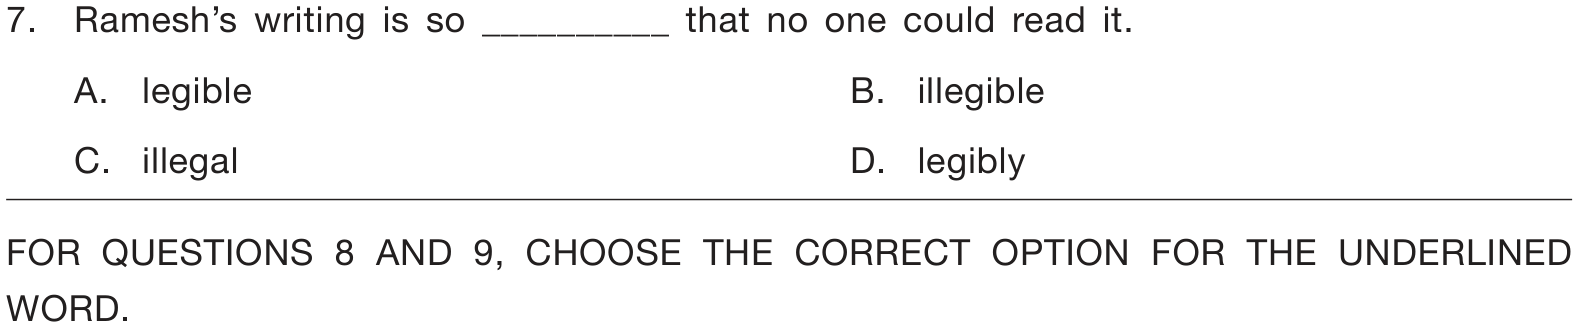 7. Ramesh’s writing is so __________ that no one could read it.
A. legible B. illegible
C. illegal D. legibly
FOR QUESTIONS 8 AND 9, CHOOSE THE CORRECT OPTION FOR THE UNDERLINED
WORD.